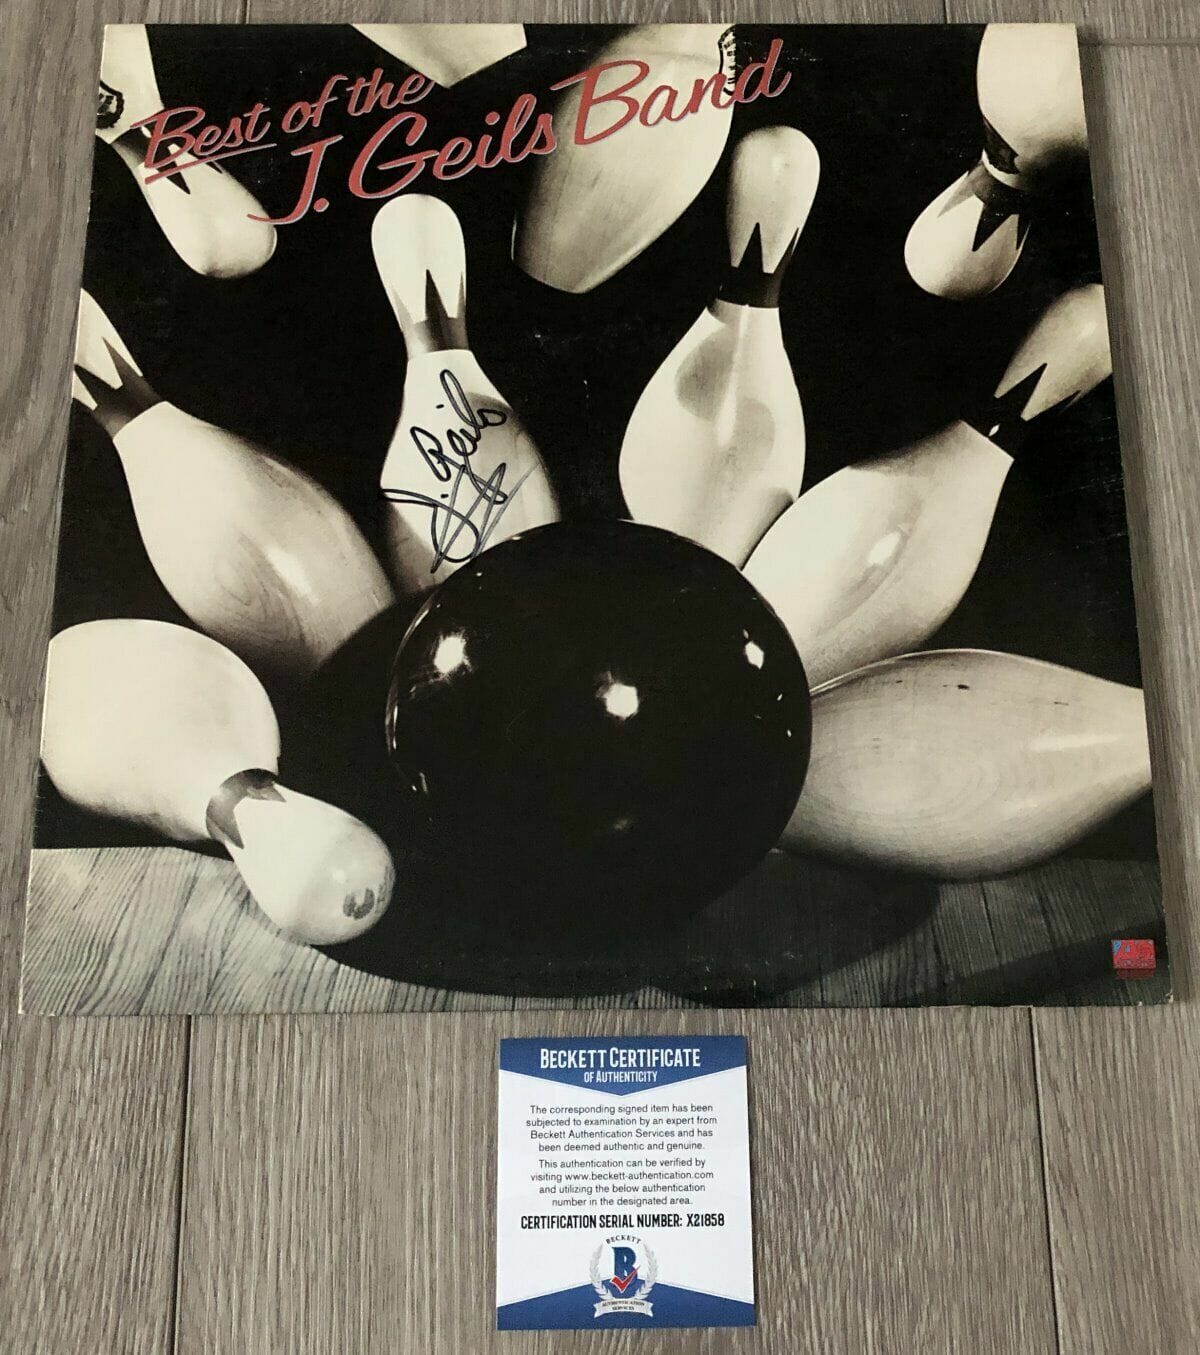 Best of the
J. Geils Band
J. Geils
BECKETT CERTIFICATE
OF AUTHENTICITY
The corresponding signed item has been
subjected to examination by an expert from
Beckett Authentication Services and has
been deemed authentic and genuine.
This authentication can be verified by
visiting www.beckett-authentication.com
and utilizing the below authentication
number in the designated area.
CERTIFICATION SERIAL NUMBER: X21858
BECKETT
B
AUTHENTICATION
SERVICES